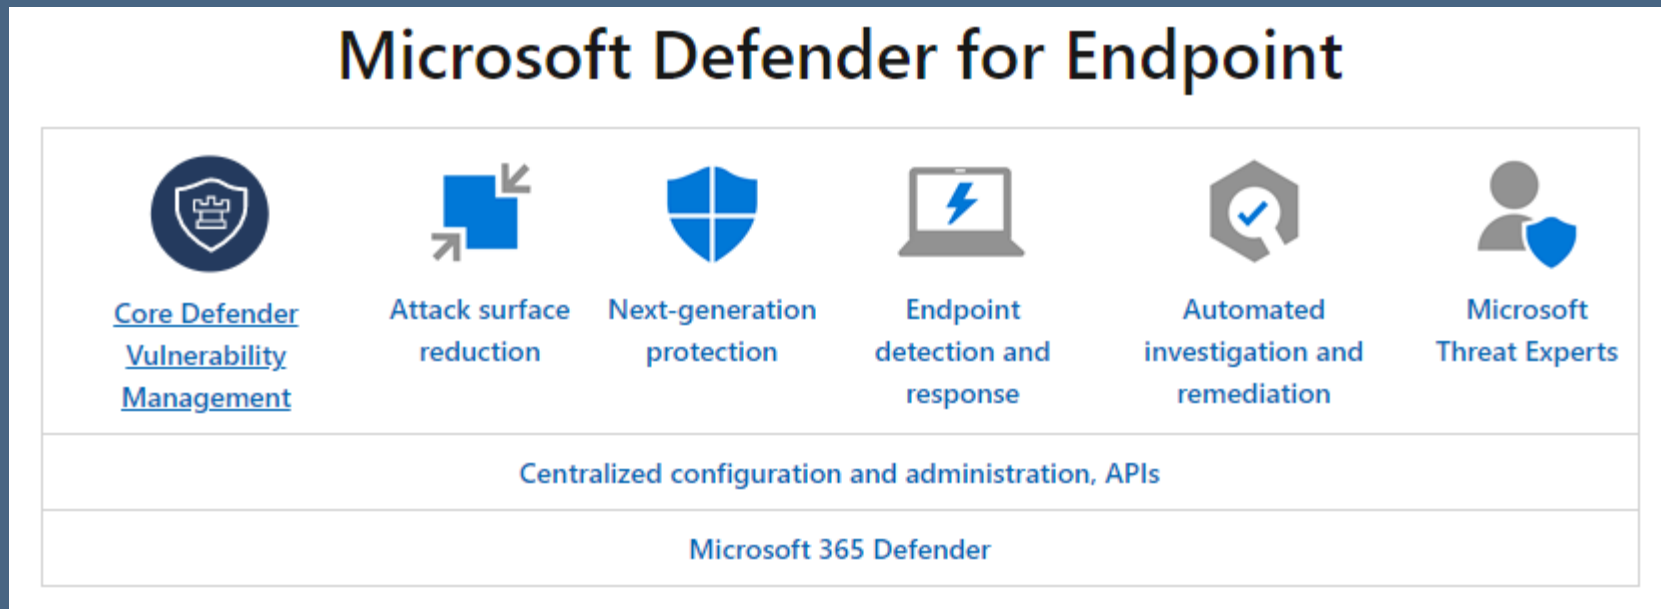 Microsoft Defender for Endpoint
Core Defender
Vulnerability
Management
Attack surface
reduction
Next-generation
protection
Endpoint
detection and
response
Automated
investigation and
remediation
Microsoft
Threat Experts
Centralized configuration and administration, APIs
Microsoft 365 Defender